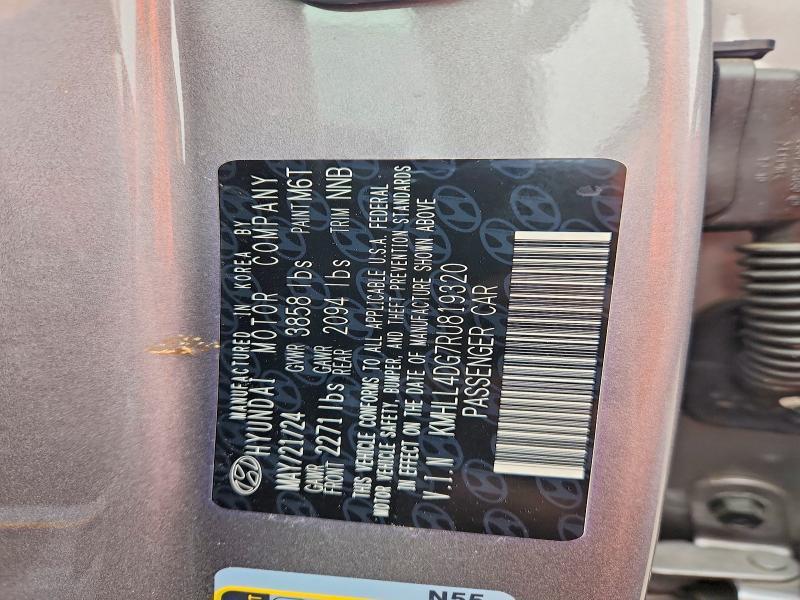 MANUFACTURED IN KOREA BY
HYUNDAI MOTOR COMPANY
MAY/21/24 GVWR 3858 lbs PAINT M6T
GAWR FRONT 2271 lbs GAWR REAR 2094 lbs TRIM NNB
THIS VEHICLE CONFORMS TO ALL APPLICABLE U.S.A. FEDERAL
MOTOR VEHICLE SAFETY, BUMPER, AND THEFT PREVENTION STANDARDS
IN EFFECT ON THE DATE OF MANUFACTURE SHOWN ABOVE
V.I.N KMHLL4DG7RU819320
PASSENGER CAR
N55